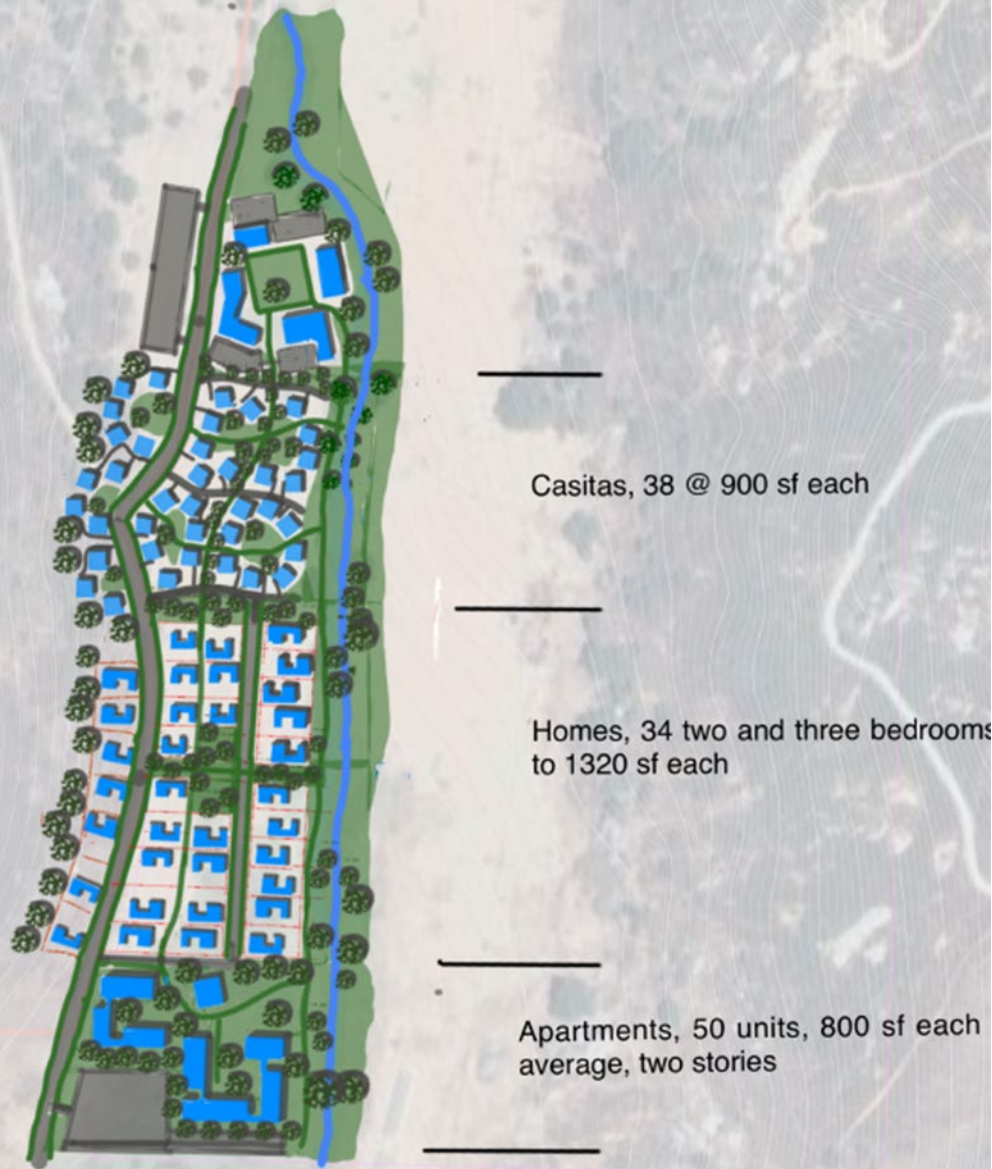 Casitas, 38 @ 900 sf each
Homes, 34 two and three bedrooms
to 1320 sf each
Apartments, 50 units, 800 sf each
average, two stories